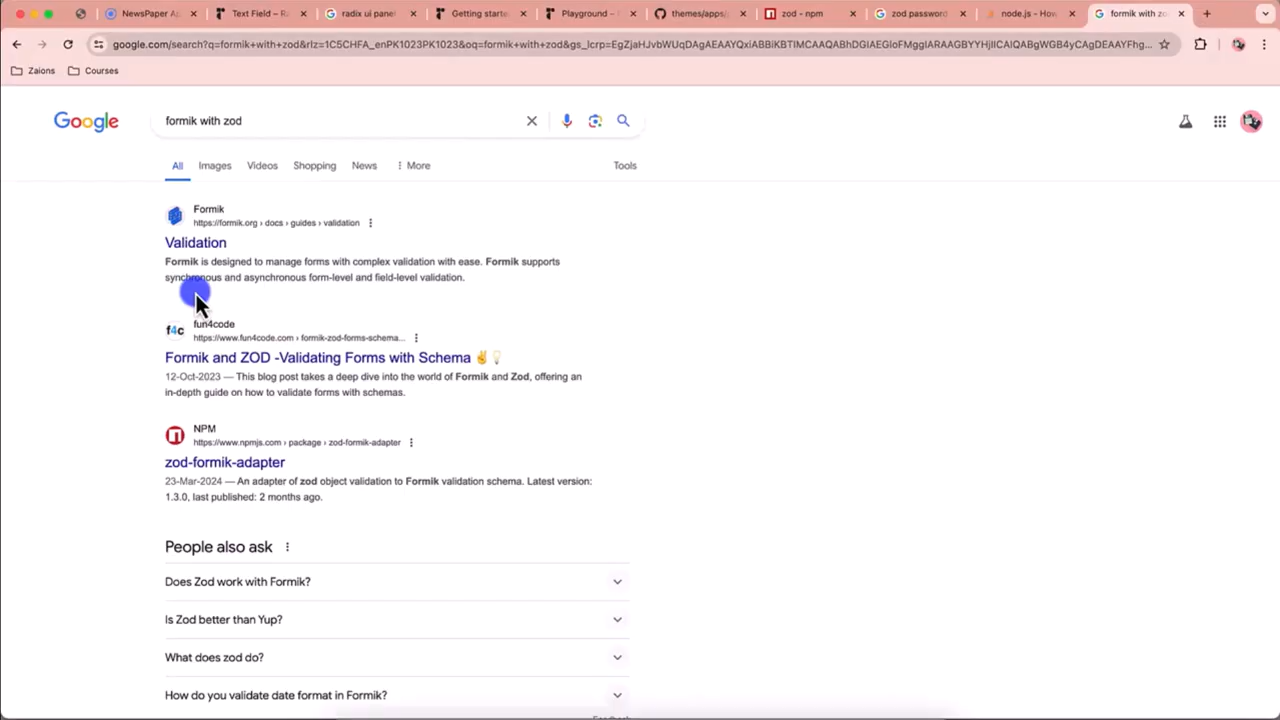 NewsPaper Ap
Text Field – Ra
radix ui panel
Getting starte
Playground –
themes/apps/
zod - npm
zod password
node.js - How
formik with zo
google.com/search?q=formik+with+zod&rlz=1C5CHFA_enPK1023PK1023&oq=formik+with+zod&gs_lcrp=EgZjaHJvbWUqDAgAEAAYQxiABBiKBTIMCAAQABhDGIAEGIoFMggIARAAGBYYHjIICAIQABgWGB4yCAgDEAAYFhg...
Zaions
Courses
Google
formik with zod
All
Images
Videos
Shopping
News
More
Tools
Formik
https://formik.org › docs › guides › validation
Validation
Formik is designed to manage forms with complex validation with ease. Formik supports
synchronous and asynchronous form-level and field-level validation.
f4c
fun4code
https://www.fun4code.com › formik-zod-forms-schema...
Formik and ZOD -Validating Forms with Schema ✌️💡
12-Oct-2023 — This blog post takes a deep dive into the world of Formik and Zod, offering an
in-depth guide on how to validate forms with schemas.
NPM
https://www.npmjs.com › package › zod-formik-adapter
zod-formik-adapter
23-Mar-2024 — An adapter of zod object validation to Formik validation schema. Latest version:
1.3.0, last published: 2 months ago.
People also ask
Does Zod work with Formik?
Is Zod better than Yup?
What does zod do?
How do you validate date format in Formik?